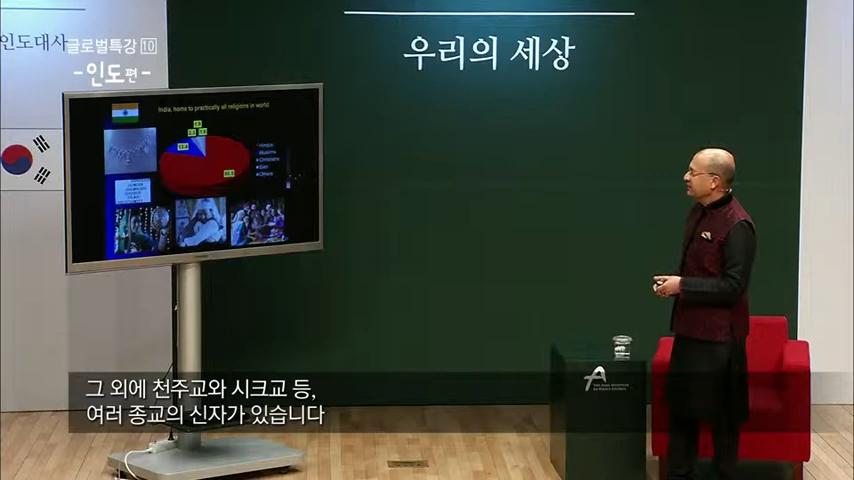 인도대사
글로벌특강 10
-인도편-
우리의 세상
India, home to practically all religions in world
Hindus
Muslims
Christians
Others
그 외에 천주교와 시크교 등,
여러 종교의 신자가 있습니다